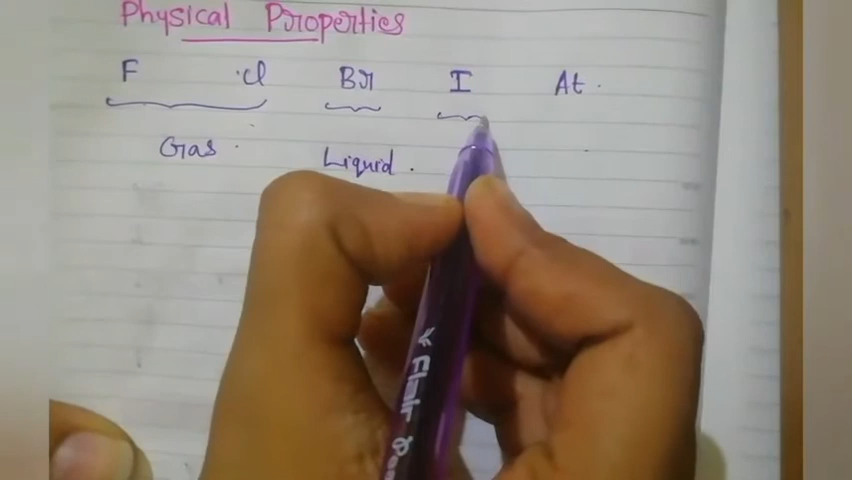 Physical Properties
F Cl Br I At
Gas Liquid
Flair